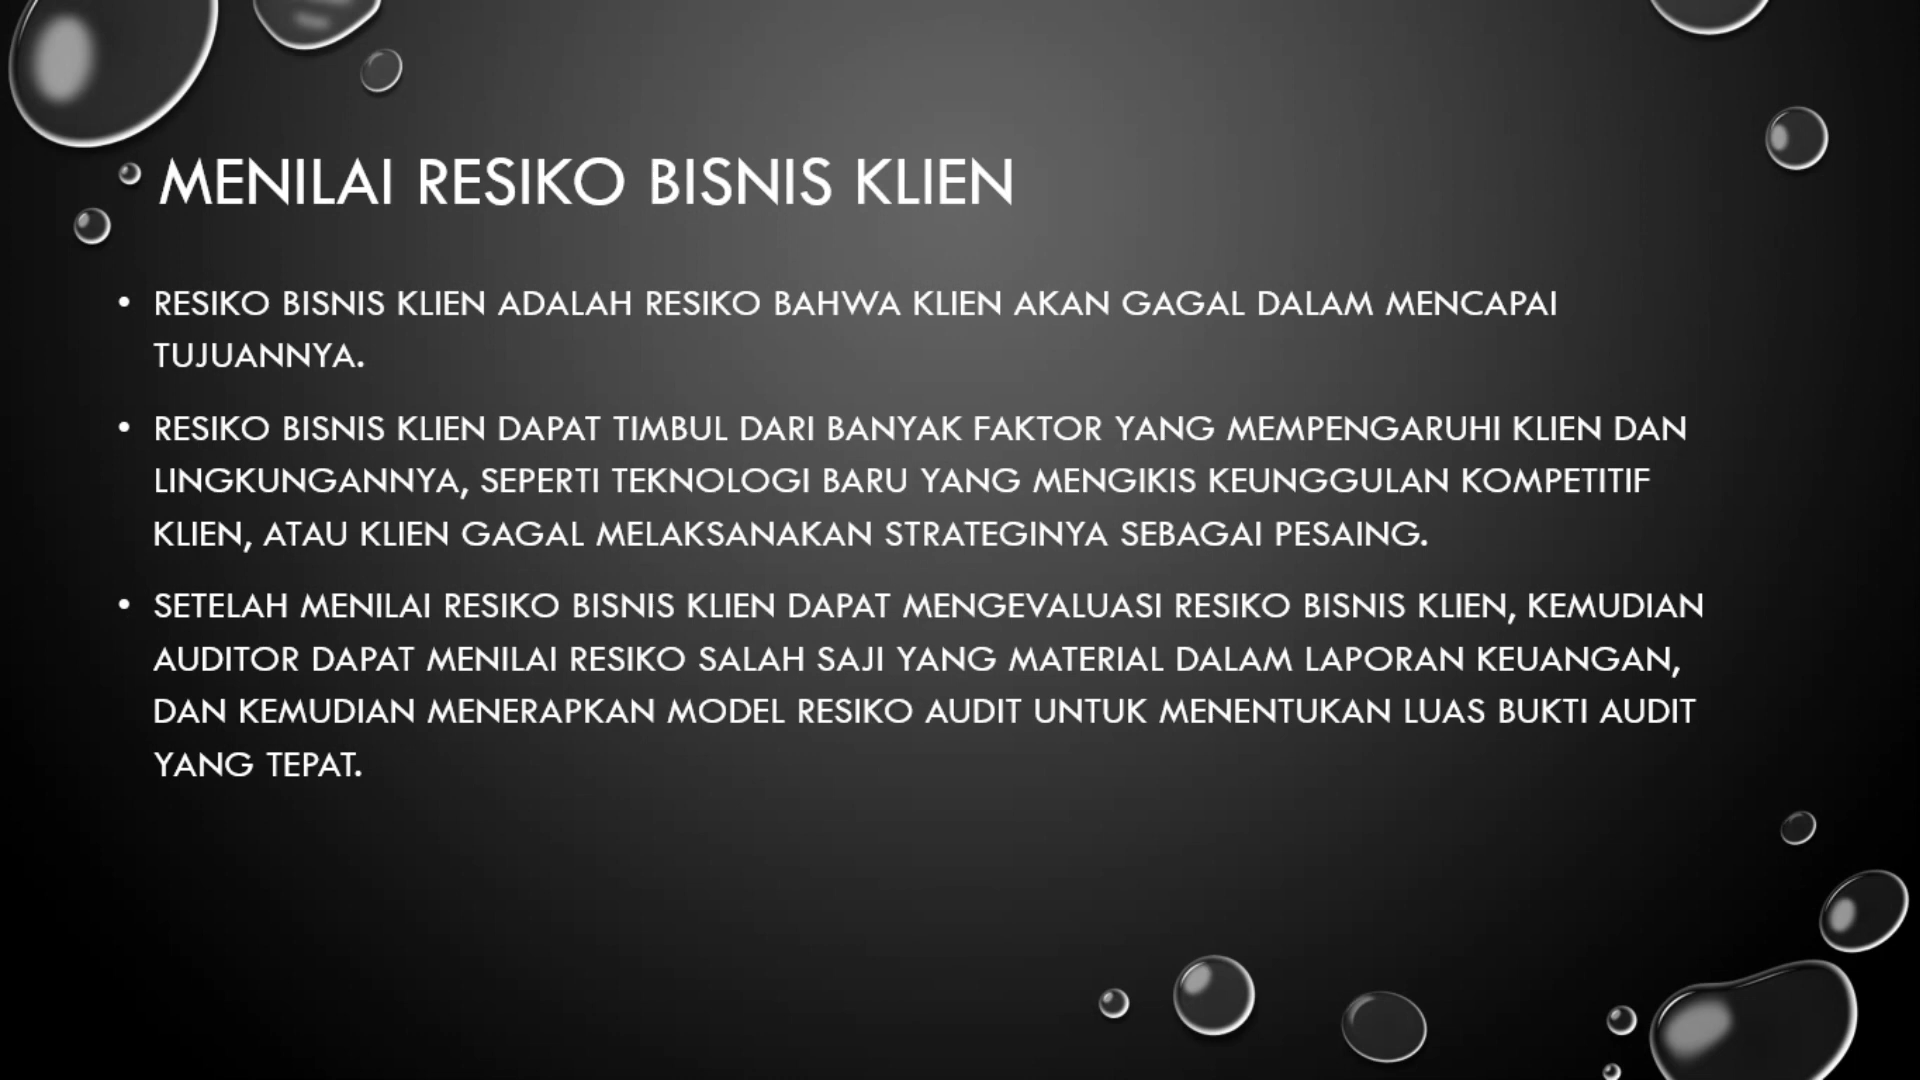 MENILAI RESIKO BISNIS KLIEN
• RESIKO BISNIS KLIEN ADALAH RESIKO BAHWA KLIEN AKAN GAGAL DALAM MENCAPAI
TUJUANNYA.
• RESIKO BISNIS KLIEN DAPAT TIMBUL DARI BANYAK FAKTOR YANG MEMPENGARUHI KLIEN DAN
LINGKUNGANNYA, SEPERTI TEKNOLOGI BARU YANG MENGIKIS KEUNGGULAN KOMPETITIF
KLIEN, ATAU KLIEN GAGAL MELAKSANAKAN STRATEGINYA SEBAGAI PESAING.
• SETELAH MENILAI RESIKO BISNIS KLIEN DAPAT MENGEVALUASI RESIKO BISNIS KLIEN, KEMUDIAN
AUDITOR DAPAT MENILAI RESIKO SALAH SAJI YANG MATERIAL DALAM LAPORAN KEUANGAN,
DAN KEMUDIAN MENERAPKAN MODEL RESIKO AUDIT UNTUK MENENTUKAN LUAS BUKTI AUDIT
YANG TEPAT.